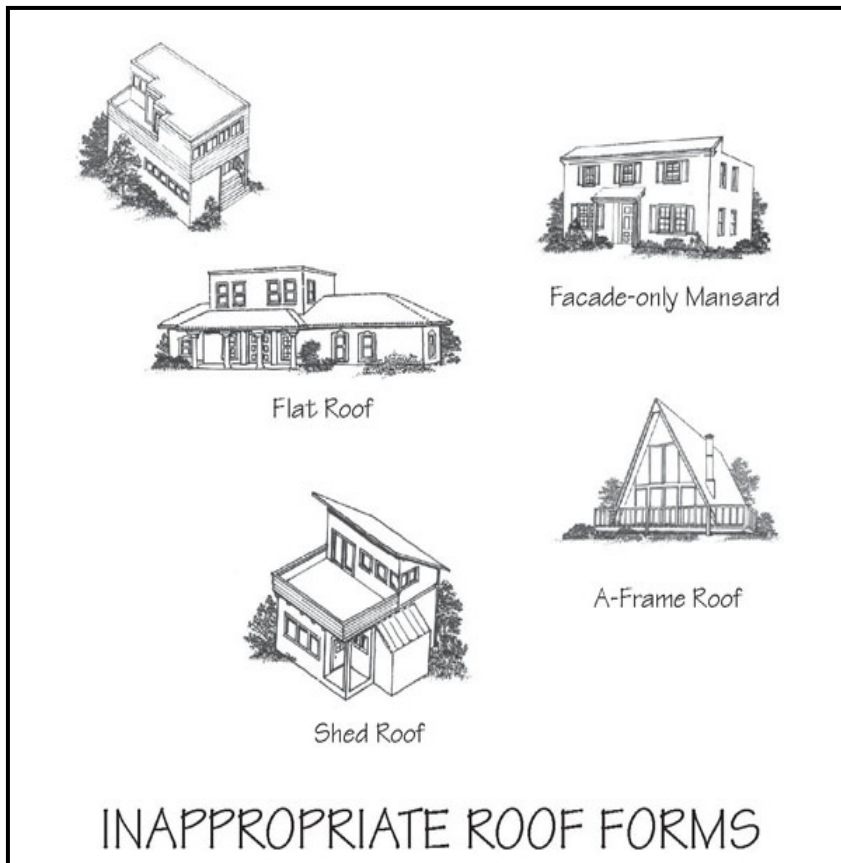 Facade-only Mansard
Flat Roof
A-Frame Roof
Shed Roof
INAPPROPRIATE ROOF FORMS